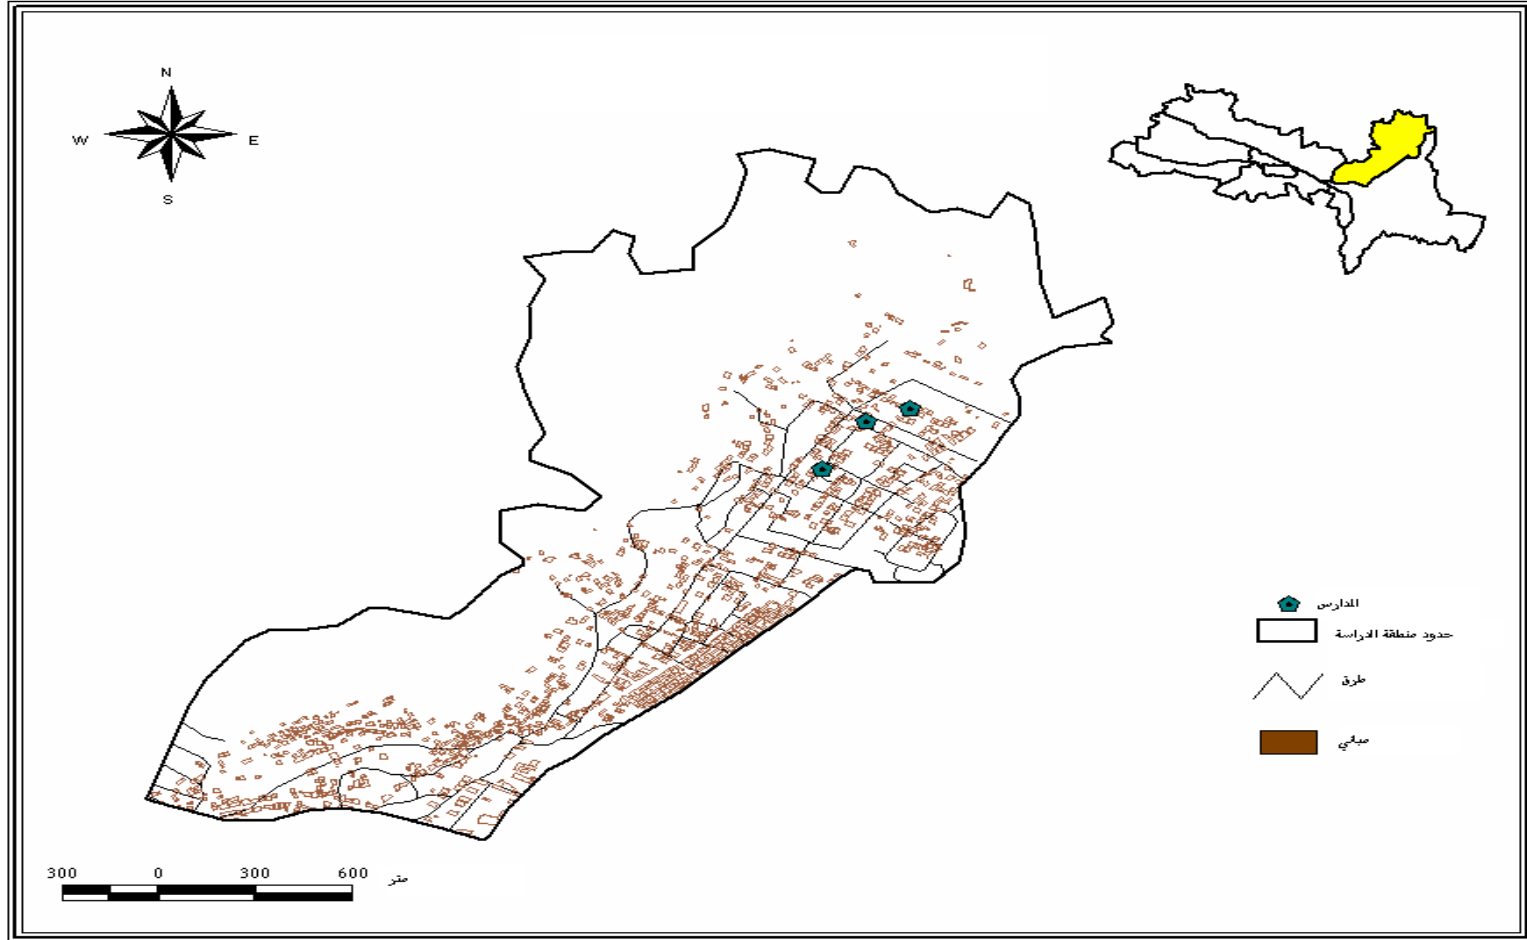 N
W E
S
المدارس
حدود منطقة الدراسة
طرق
مباني
300 0 300 600 متر